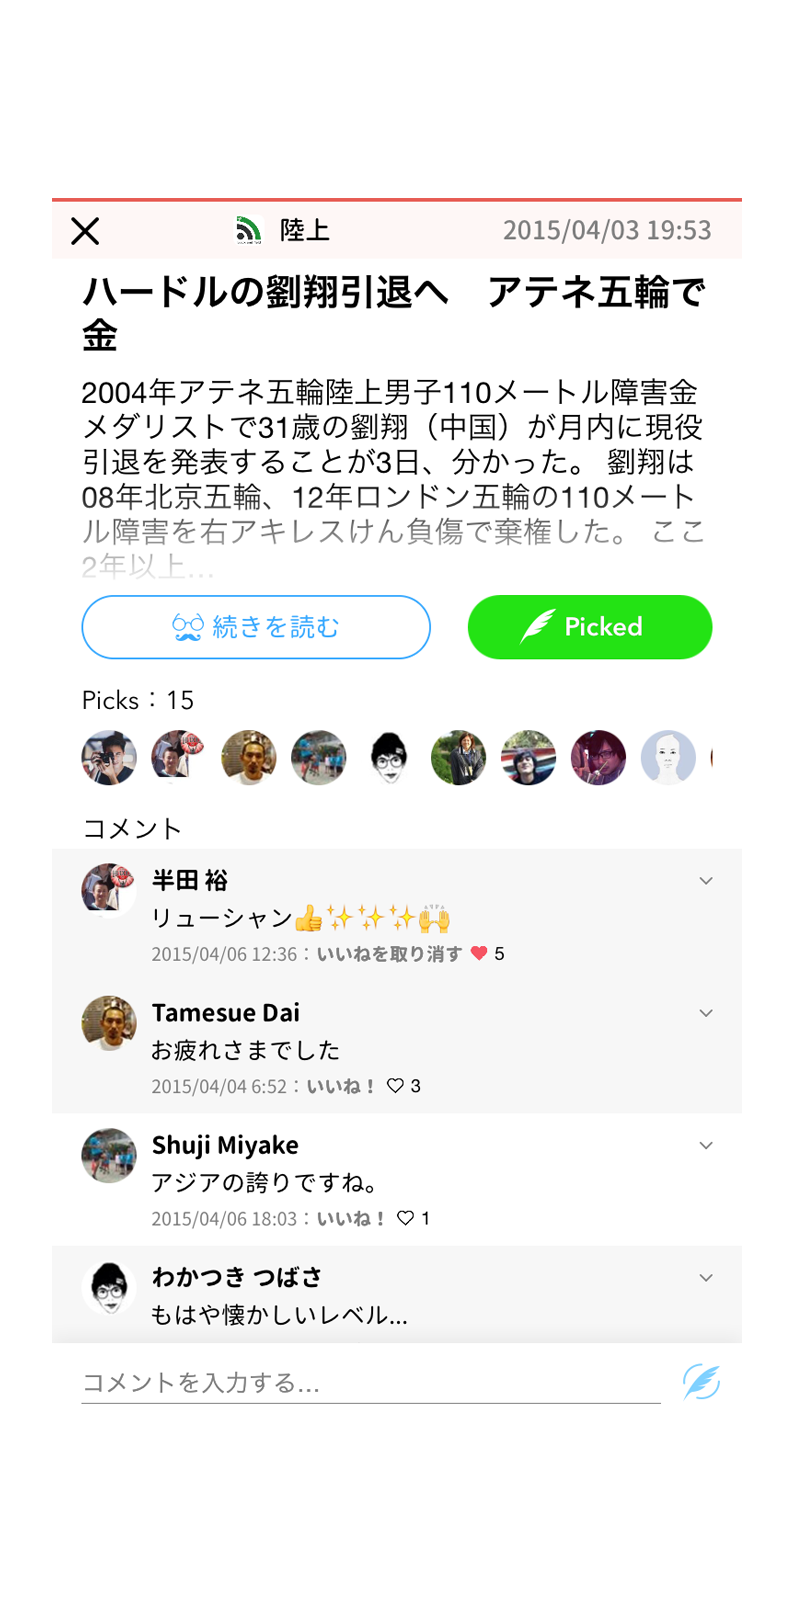 陸上 2015/04/03 19:53
ハードルの劉翔引退へ　アテネ五輪で
金
2004年アテネ五輪陸上男子110メートル障害金
メダリストで31歳の劉翔（中国）が月内に現役
引退を発表することが3日、分かった。 劉翔は
08年北京五輪、12年ロンドン五輪の110メート
ル障害を右アキレスけん負傷で棄権した。 ここ
2年以上...
続きを読む Picked
Picks：15
コメント
半田 裕
リューシャン👍✨✨✨🙌
2015/04/06 12:36：いいねを取り消す ♥ 5
Tamesue Dai
お疲れさまでした
2015/04/04 6:52：いいね！ ♡ 3
Shuji Miyake
アジアの誇りですね。
2015/04/06 18:03：いいね！ ♡ 1
わかつき つばさ
もはや懐かしいレベル...
コメントを入力する...